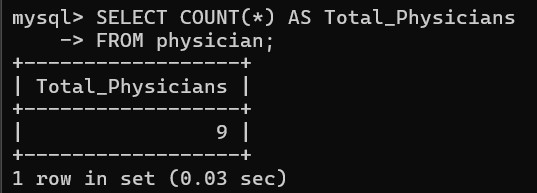 mysql> SELECT COUNT(*) AS Total_Physicians
    -> FROM physician;
+------------------+
| Total_Physicians |
+------------------+
|                9 |
+------------------+
1 row in set (0.03 sec)